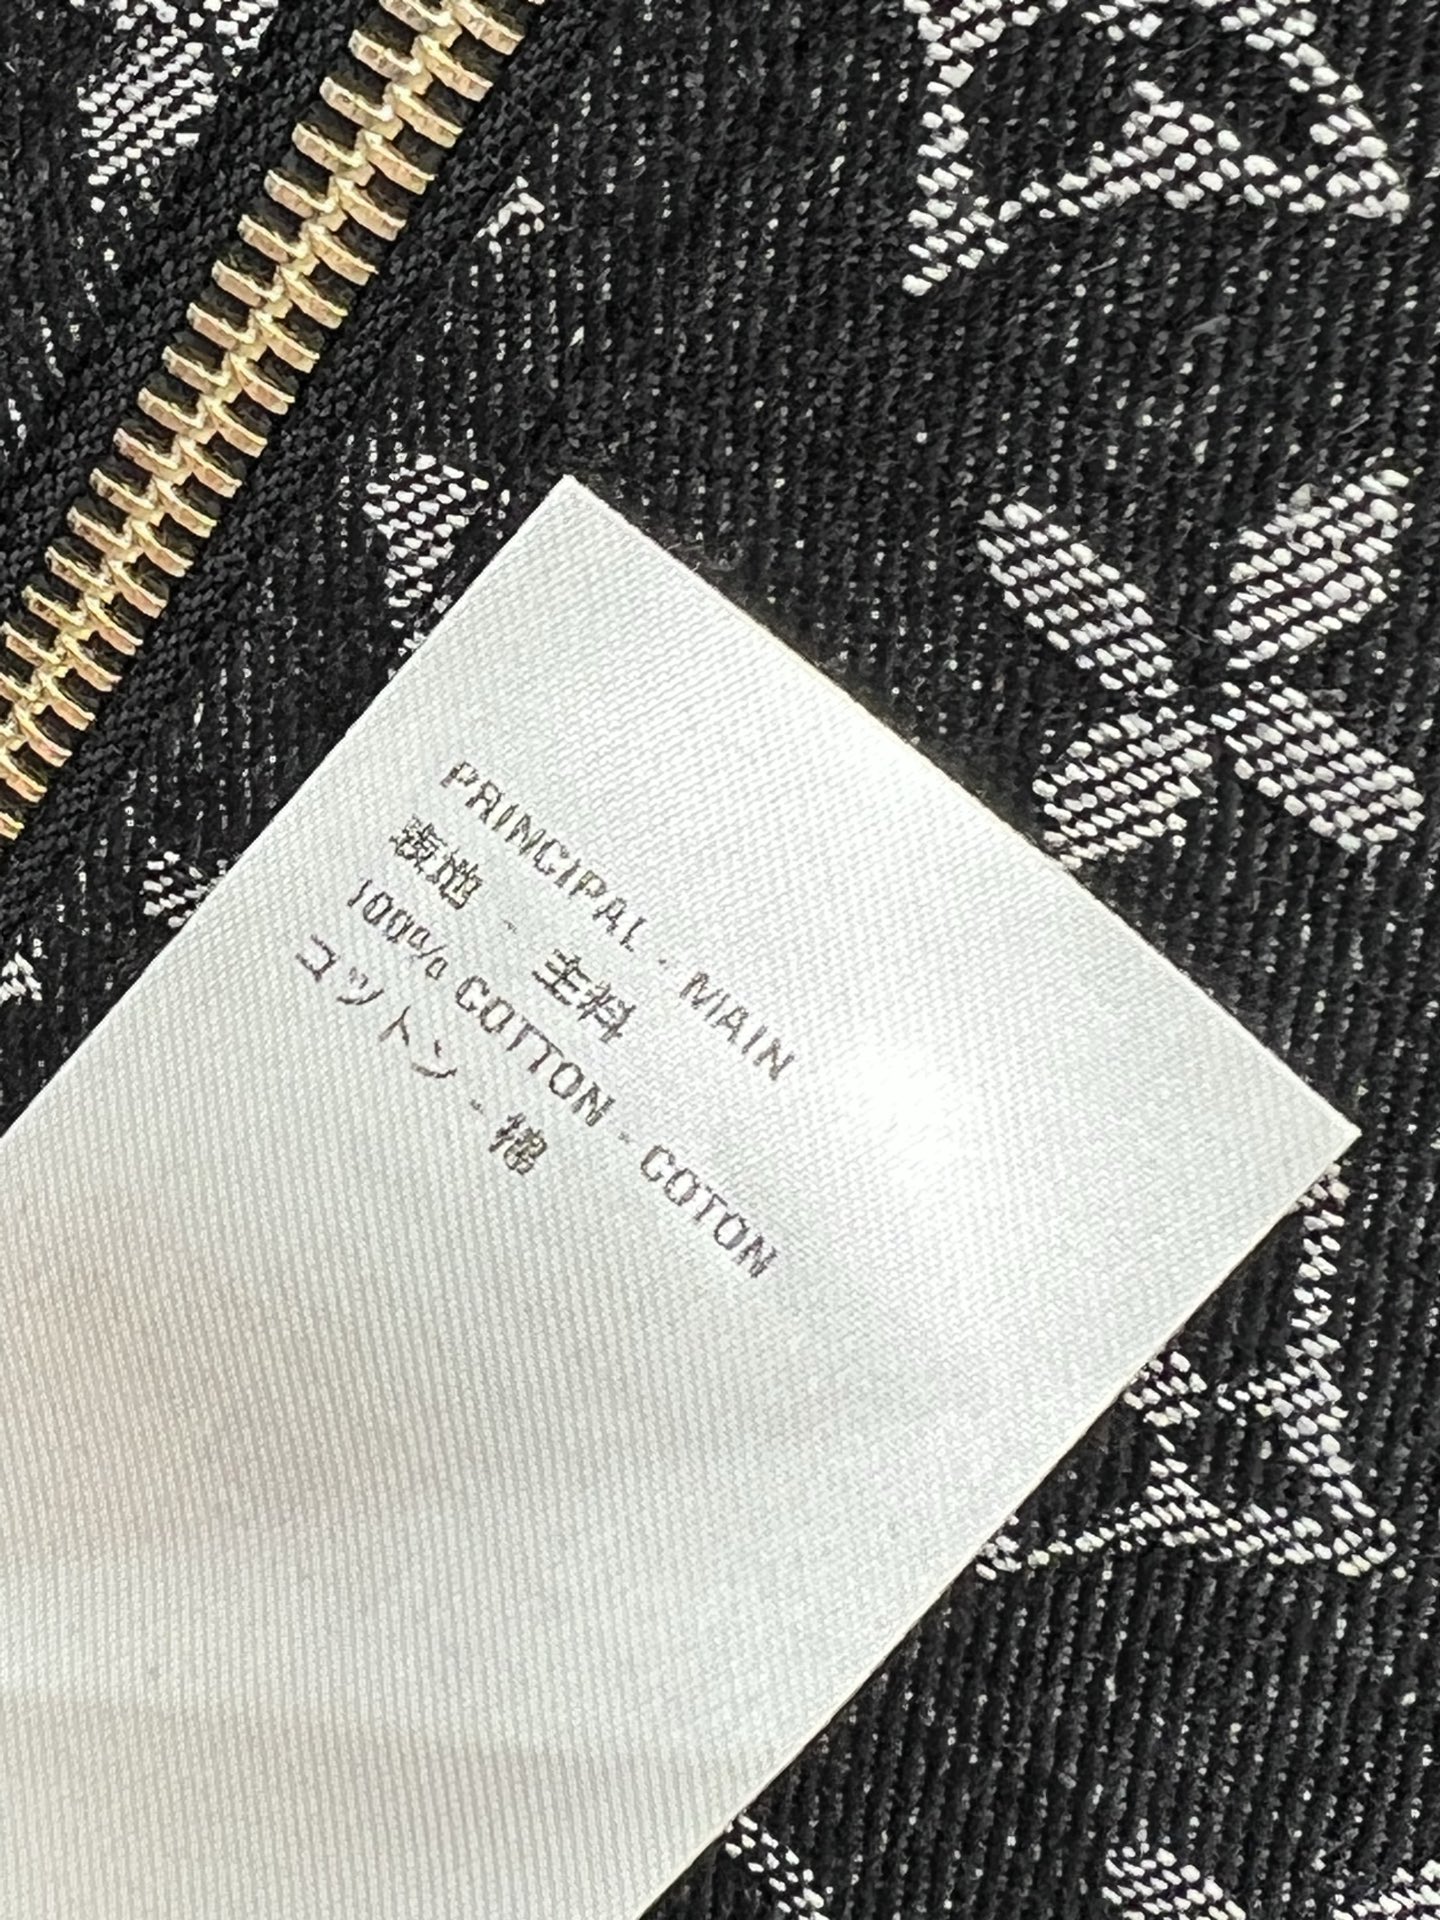 PRINCIPAL - MAIN
表地 - 主料
100% COTTON - COTON
コットン - 棉